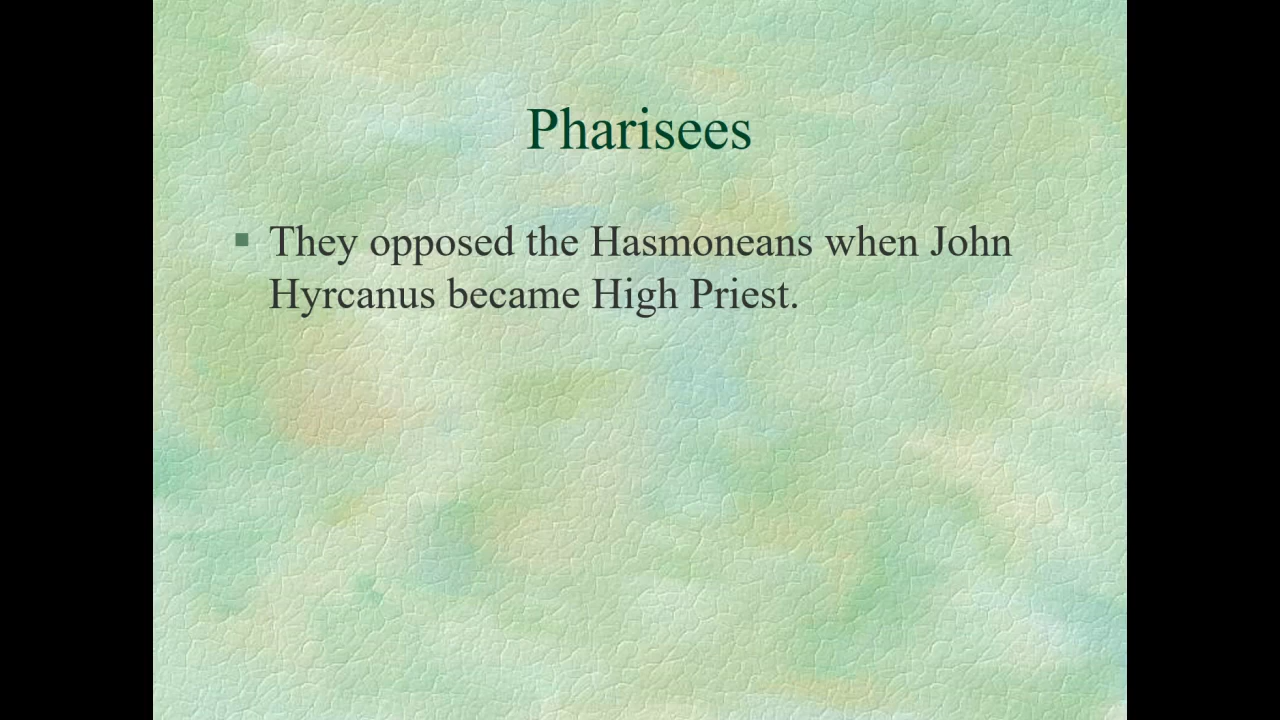 Pharisees
They opposed the Hasmoneans when John
Hyrcanus became High Priest.